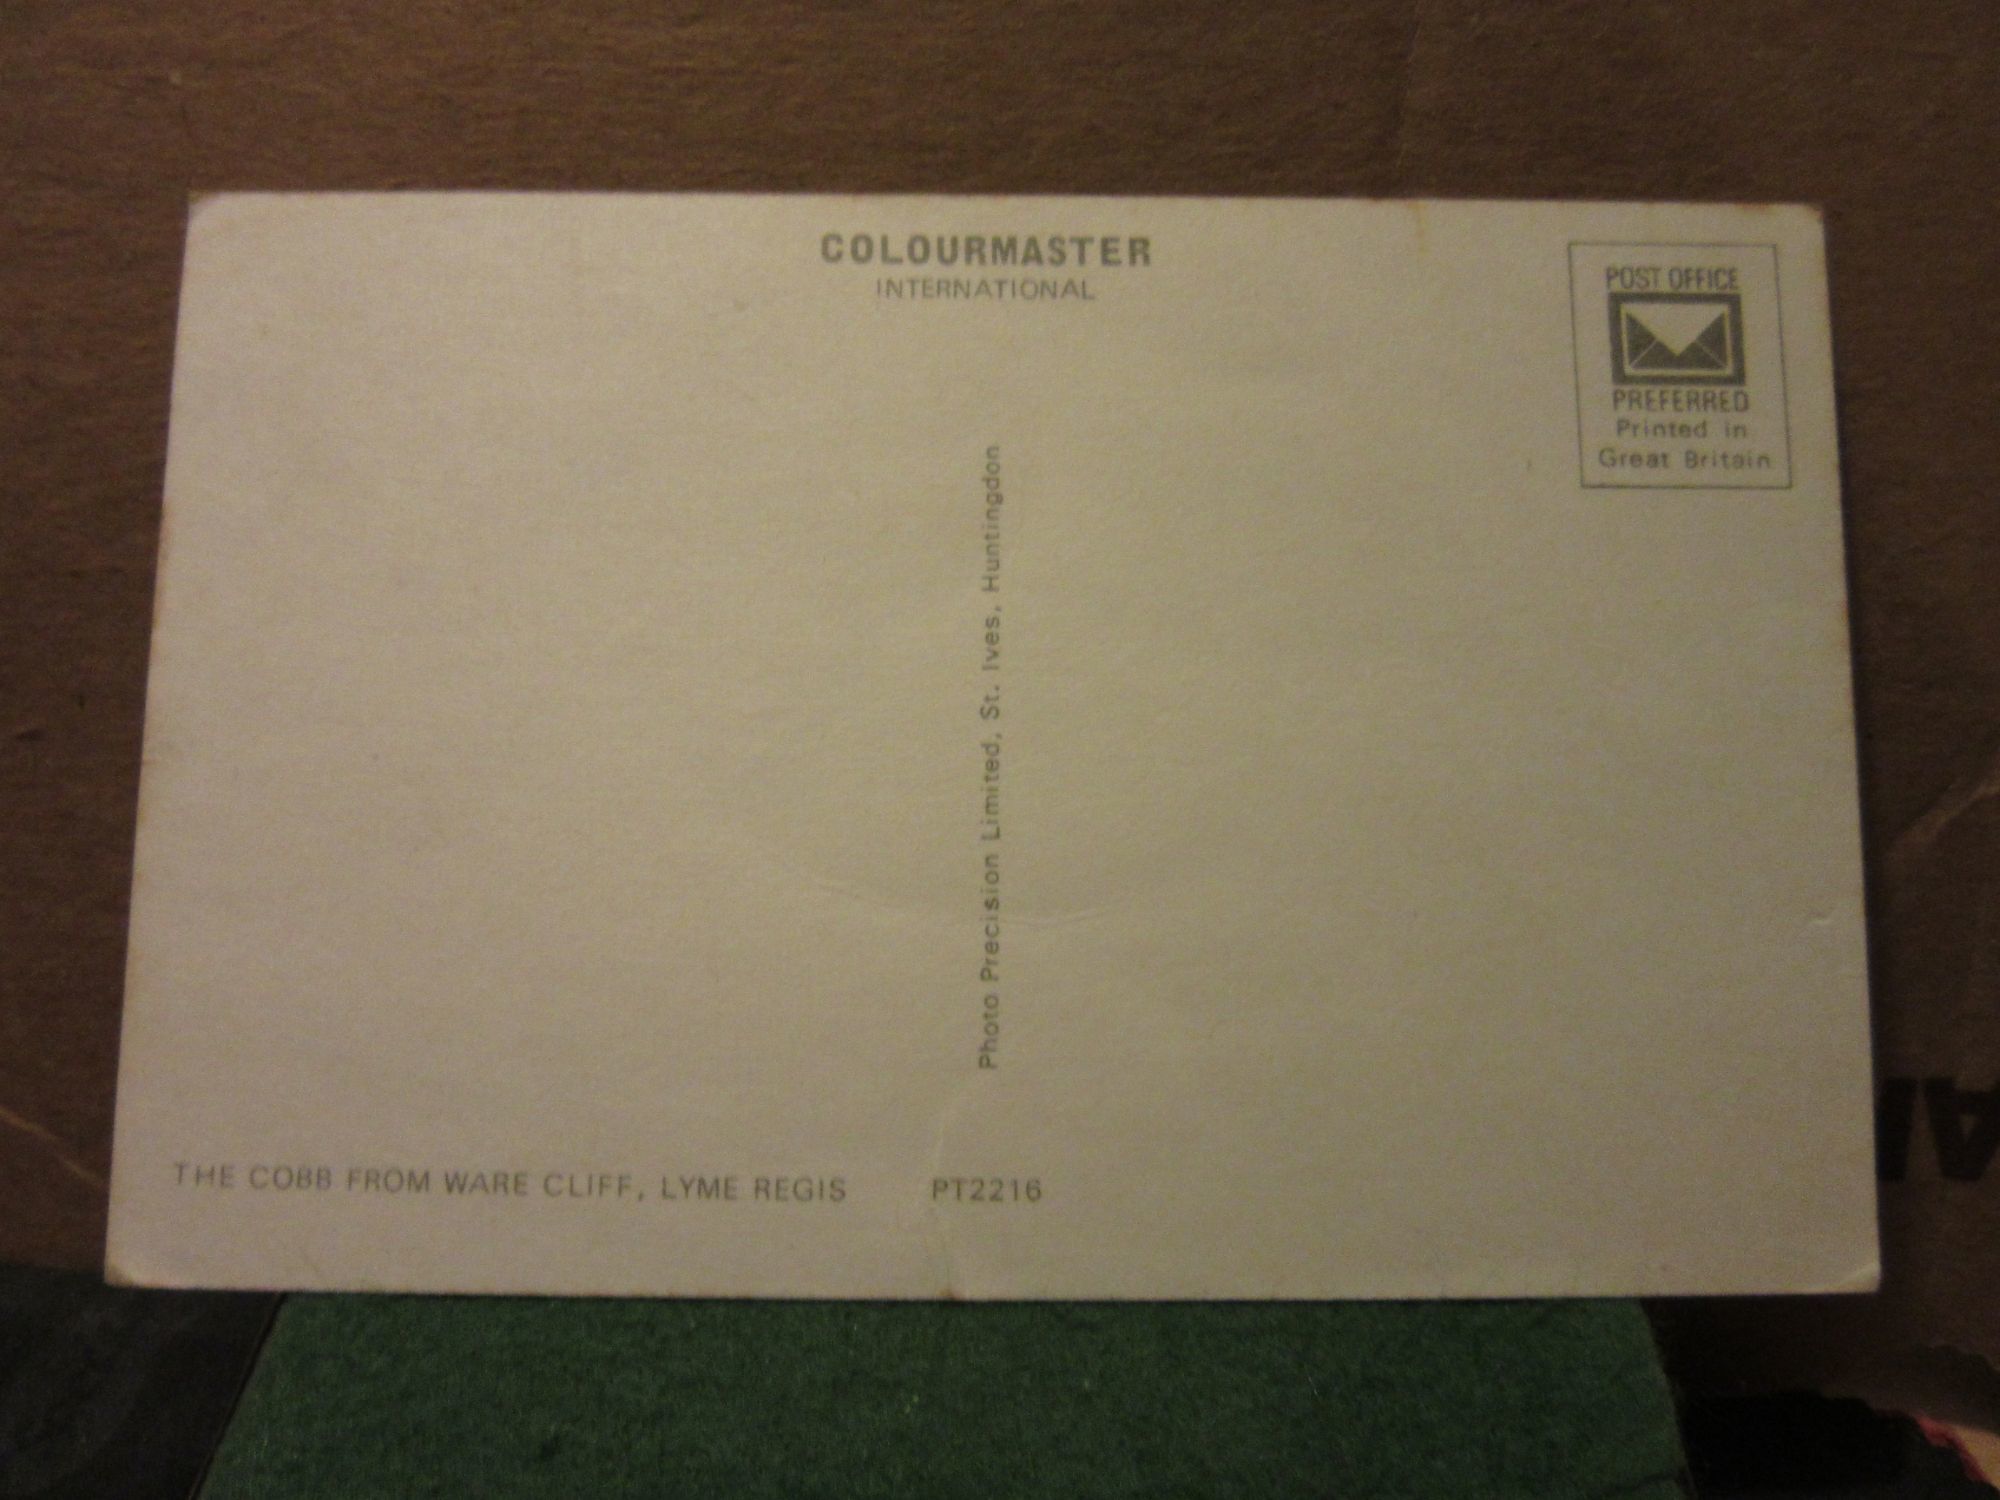 COLOURMASTER
INTERNATIONAL
POST OFFICE
PREFERRED
Printed in
Great Britain
Photo Precision Limited, St. Ives, Huntingdon
THE COBB FROM WARE CLIFF, LYME REGIS PT2216